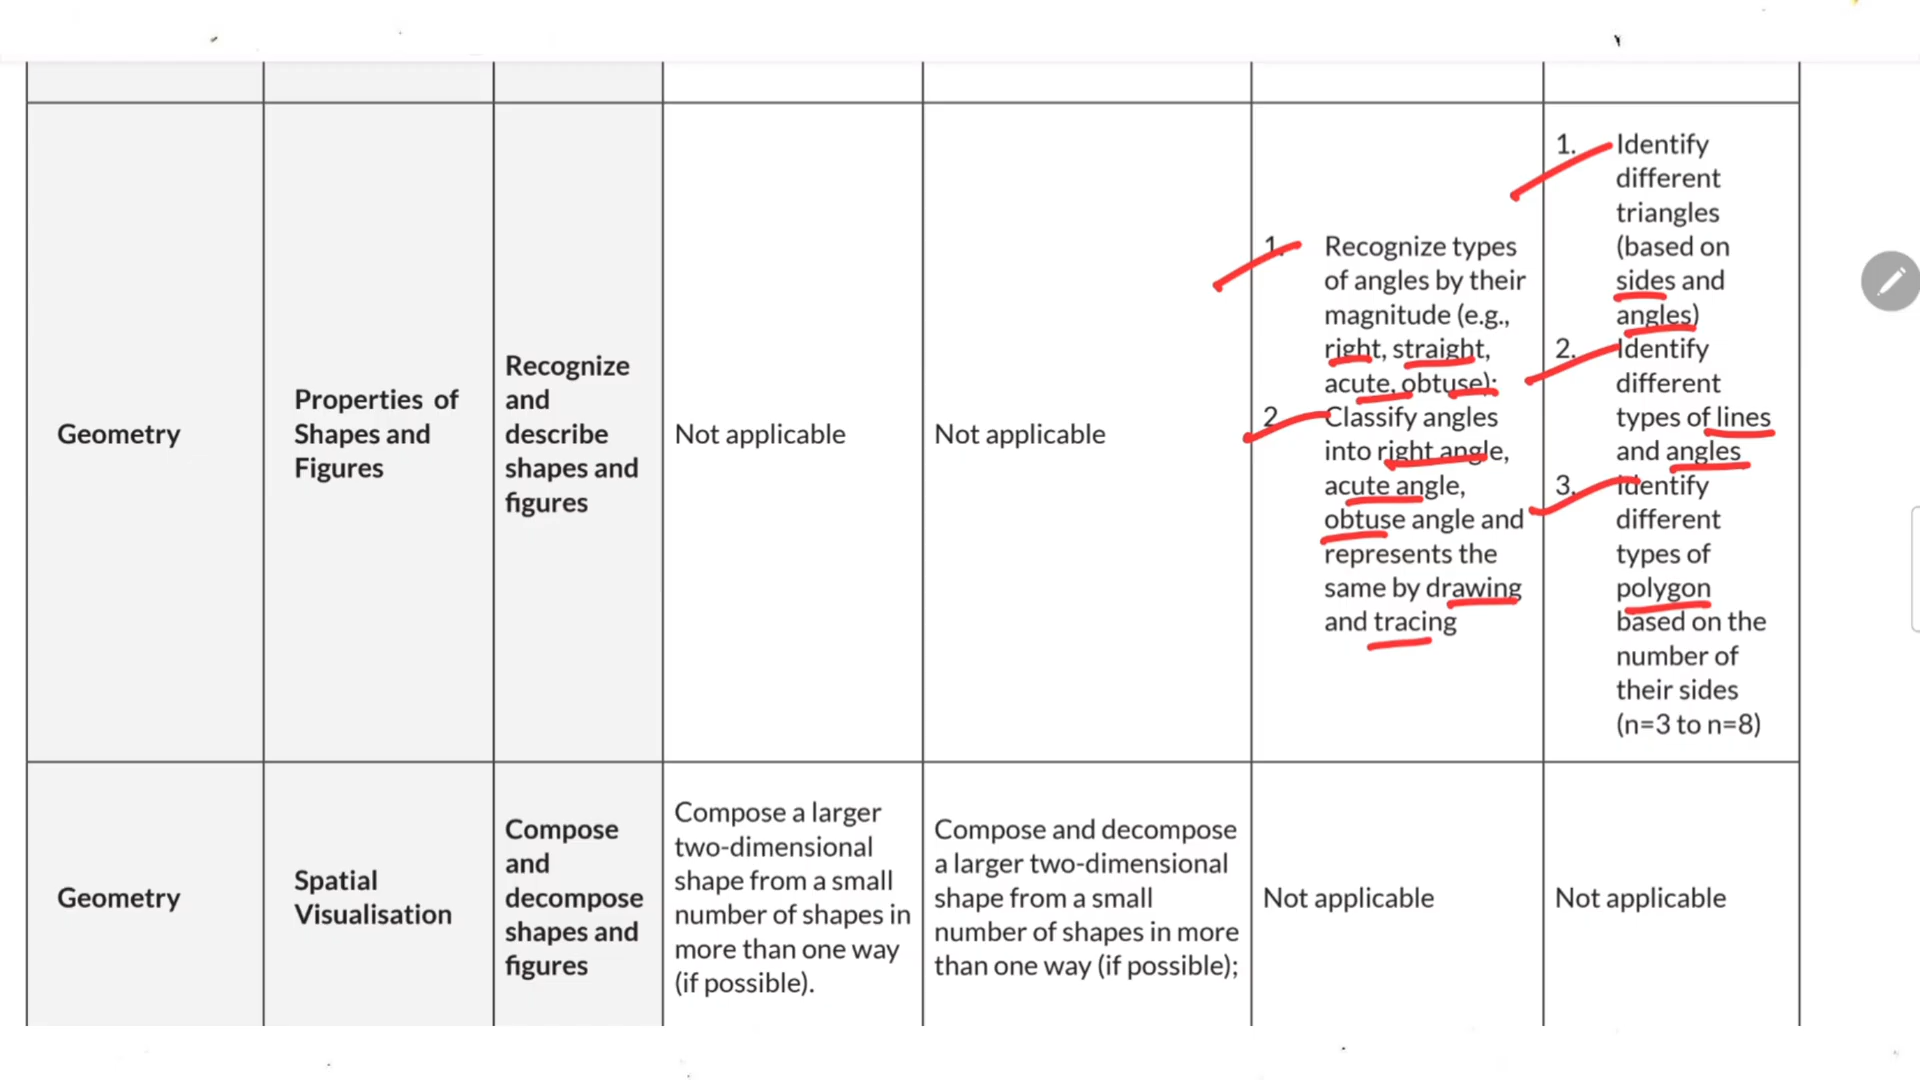 Geometry
Properties of
Shapes and
Figures
Recognize
and
describe
shapes and
figures
Not applicable
Not applicable
1. Recognize types
of angles by their
magnitude (e.g.,
right, straight,
acute, obtuse);
2. Classify angles
into right angle,
acute angle,
obtuse angle and
represents the
same by drawing
and tracing
1. Identify
different
triangles
(based on
sides and
angles)
2. Identify
different
types of lines
and angles
3. Identify
different
types of
polygon
based on the
number of
their sides
(n=3 to n=8)
Geometry
Spatial
Visualisation
Compose
and
decompose
shapes and
figures
Compose a larger
two-dimensional
shape from a small
number of shapes in
more than one way
(if possible).
Compose and decompose
a larger two-dimensional
shape from a small
number of shapes in more
than one way (if possible);
Not applicable
Not applicable